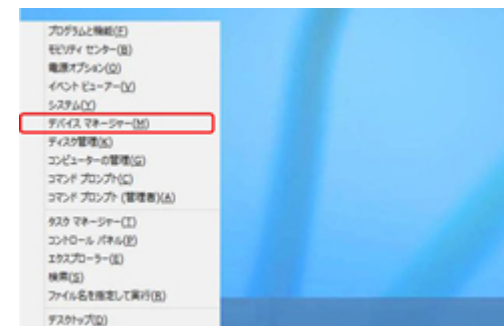 プログラムと機能(F)
モビリティ センター(B)
電源オプション(O)
イベント ビューアー(V)
システム(Y)
デバイス マネージャー(M)
ディスク管理(K)
コンピューターの管理(G)
コマンド プロンプト(C)
コマンド プロンプト (管理者)(A)
タスク マネージャー(T)
コントロール パネル(P)
エクスプローラー(E)
検索(S)
ファイル名を指定して実行(R)
デスクトップ(D)